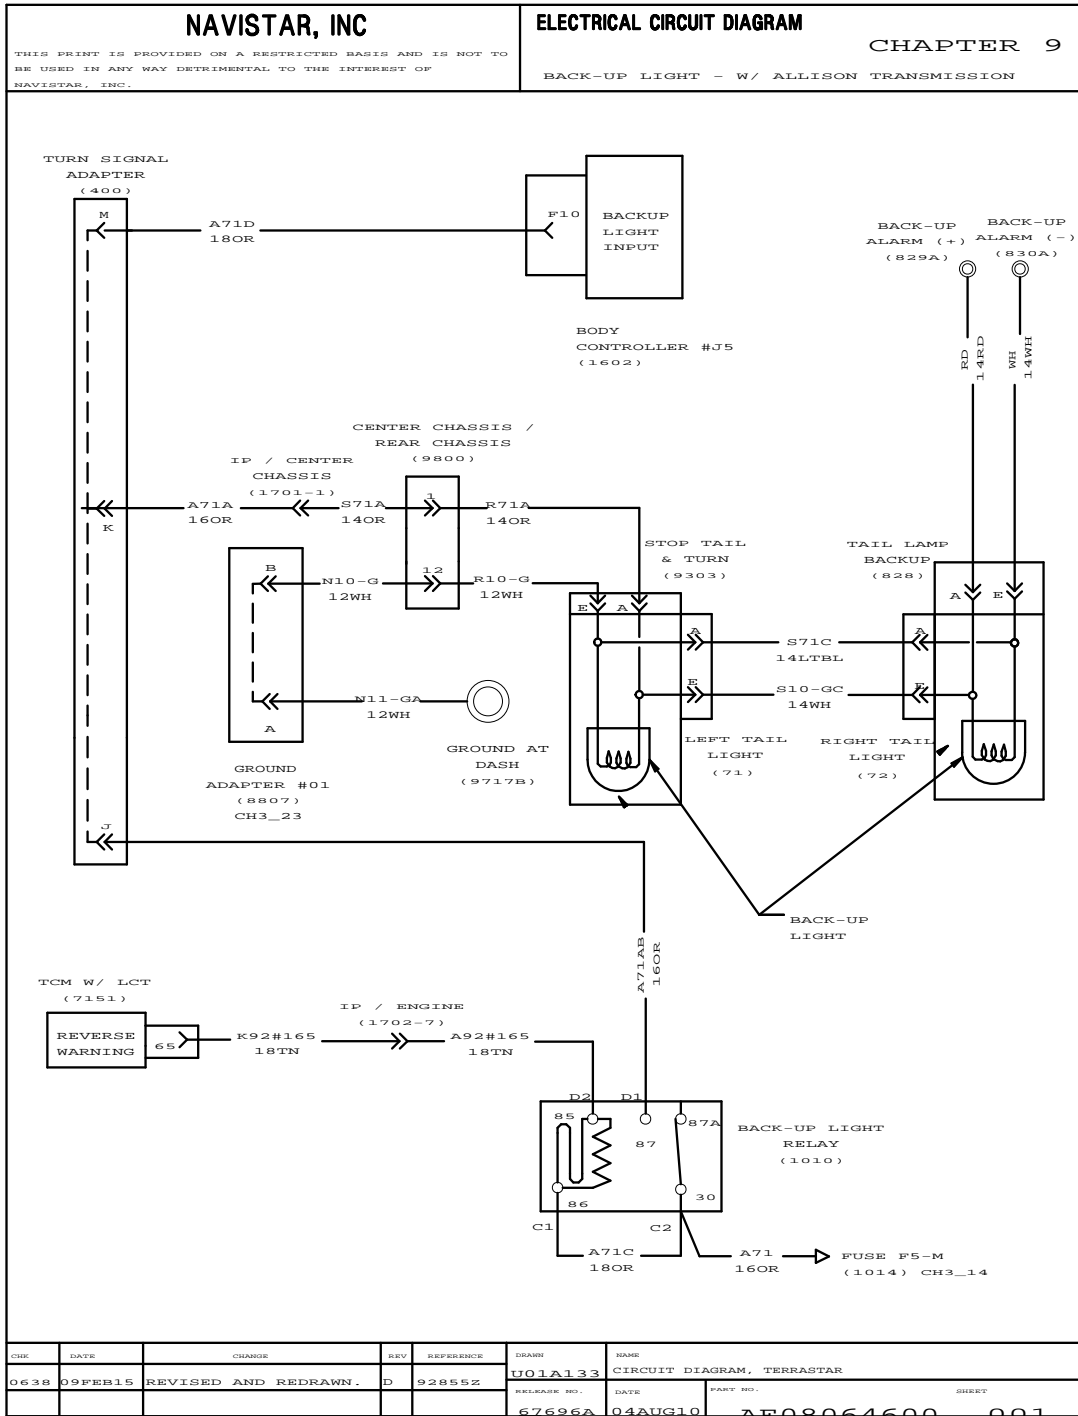 NAVISTAR, INC
THIS PRINT IS PROVIDED ON A RESTRICTED BASIS AND IS NOT TO
BE USED IN ANY WAY DETRIMENTAL TO THE INTEREST OF
NAVISTAR, INC.
ELECTRICAL CIRCUIT DIAGRAM
CHAPTER 9
BACK-UP LIGHT - W/ ALLISON TRANSMISSION
TURN SIGNAL
ADAPTER
(400)
M
A71D
18OR
F10
BACKUP
LIGHT
INPUT
BODY
CONTROLLER #J5
(1602)
BACK-UP
ALARM (+)
(829A)
BACK-UP
ALARM (-)
(830A)
RD
14RD
WH
14WH
CENTER CHASSIS /
REAR CHASSIS
(9800)
IP / CENTER
CHASSIS
(1701-1)
K
A71A
16OR
S71A
14OR
1
R71A
14OR
B
N10-G
12WH
12
R10-G
12WH
STOP TAIL
& TURN
(9303)
TAIL LAMP
BACKUP
(828)
E
A
A
E
A
S71C
14LTBL
A
E
S10-GC
14WH
E
N11-GA
12WH
A
GROUND AT
DASH
(9717B)
GROUND
ADAPTER #01
(8807)
CH3_23
LEFT TAIL
LIGHT
(71)
RIGHT TAIL
LIGHT
(72)
J
BACK-UP
LIGHT
A71AB
16OR
TCM W/ LCT
(7151)
REVERSE
WARNING
65
K92#165
18TN
IP / ENGINE
(1702-7)
A92#165
18TN
D2
D1
85
87
87A
86
30
BACK-UP LIGHT
RELAY
(1010)
C1
C2
A71C
18OR
A71
16OR
FUSE F5-M
(1014) CH3_14
CHK
DATE
CHANGE
REV
REFERENCE
DRAWN
NAME
0638
09FEB15
REVISED AND REDRAWN.
D
92855Z
U01A133
CIRCUIT DIAGRAM, TERRASTAR
RELEASE NO.
DATE
PART NO.
SHEET
67696A
04AUG10
AE08064600
001